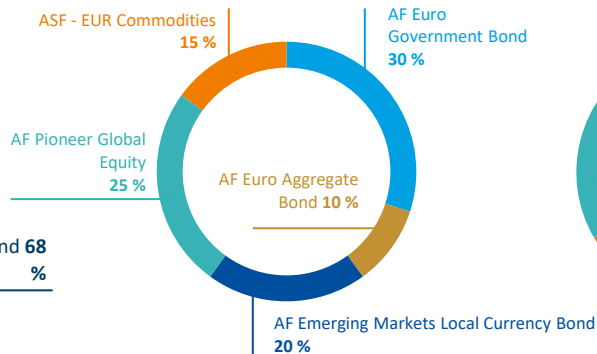 ASF - EUR Commodities
15 %
AF Euro
Government Bond
30 %
AF Pioneer Global
Equity
25 %
AF Euro Aggregate
Bond 10 %
68
%
AF Emerging Markets Local Currency Bond
20 %